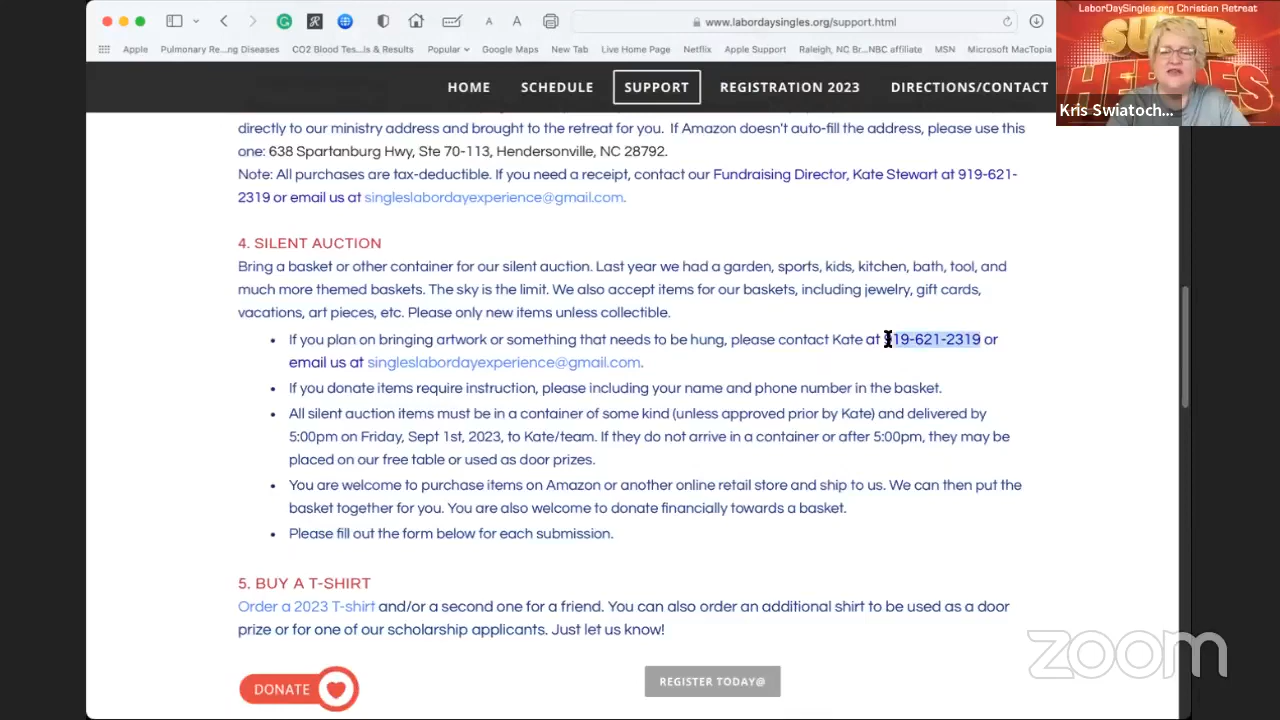 www.labordaysingles.org/support.html
Apple Pulmonary Re...ng Diseases CO2 Blood Tes...ls & Results Popular Google Maps New Tab Live Home Page Netflix Apple Support Raleigh, NC Br...NBC affiliate MSN Microsoft MacTopia
LaborDaySingles.org Christian Retreat
SUPER
HEROES
Kris Swiatoch...
HOME SCHEDULE SUPPORT REGISTRATION 2023 DIRECTIONS/CONTACT
directly to our ministry address and brought to the retreat for you. If Amazon doesn't auto-fill the address, please use this
one: 638 Spartanburg Hwy, Ste 70-113, Hendersonville, NC 28792.
Note: All purchases are tax-deductible. If you need a receipt, contact our Fundraising Director, Kate Stewart at 919-621-
2319 or email us at singleslabordayexperience@gmail.com.
4. SILENT AUCTION
Bring a basket or other container for our silent auction. Last year we had a garden, sports, kids, kitchen, bath, tool, and
much more themed baskets. The sky is the limit. We also accept items for our baskets, including jewelry, gift cards,
vacations, art pieces, etc. Please only new items unless collectible.
• If you plan on bringing artwork or something that needs to be hung, please contact Kate at 919-621-2319 or
email us at singleslabordayexperience@gmail.com.
• If you donate items require instruction, please including your name and phone number in the basket.
• All silent auction items must be in a container of some kind (unless approved prior by Kate) and delivered by
5:00pm on Friday, Sept 1st, 2023, to Kate/team. If they do not arrive in a container or after 5:00pm, they may be
placed on our free table or used as door prizes.
• You are welcome to purchase items on Amazon or another online retail store and ship to us. We can then put the
basket together for you. You are also welcome to donate financially towards a basket.
• Please fill out the form below for each submission.
5. BUY A T-SHIRT
Order a 2023 T-shirt and/or a second one for a friend. You can also order an additional shirt to be used as a door
prize or for one of our scholarship applicants. Just let us know!
DONATE
REGISTER TODAY@
zoom